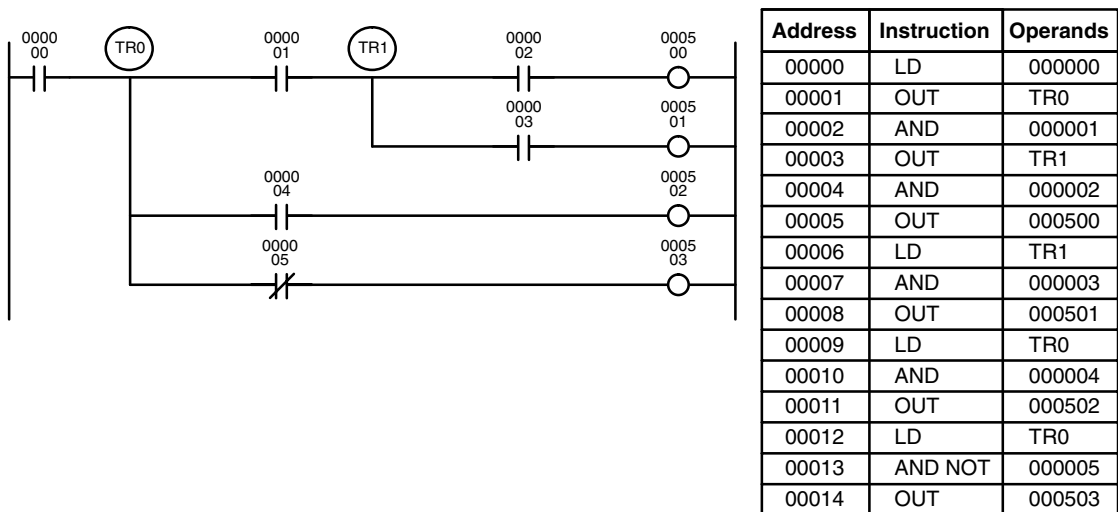 0000 0000 0000 0005
00 TR0 01 TR1 02 00
0000 0005
03 01
0000 0005
04 02
0000 0005
05 03
Address Instruction Operands
00000 LD 000000
00001 OUT TR0
00002 AND 000001
00003 OUT TR1
00004 AND 000002
00005 OUT 000500
00006 LD TR1
00007 AND 000003
00008 OUT 000501
00009 LD TR0
00010 AND 000004
00011 OUT 000502
00012 LD TR0
00013 AND NOT 000005
00014 OUT 000503